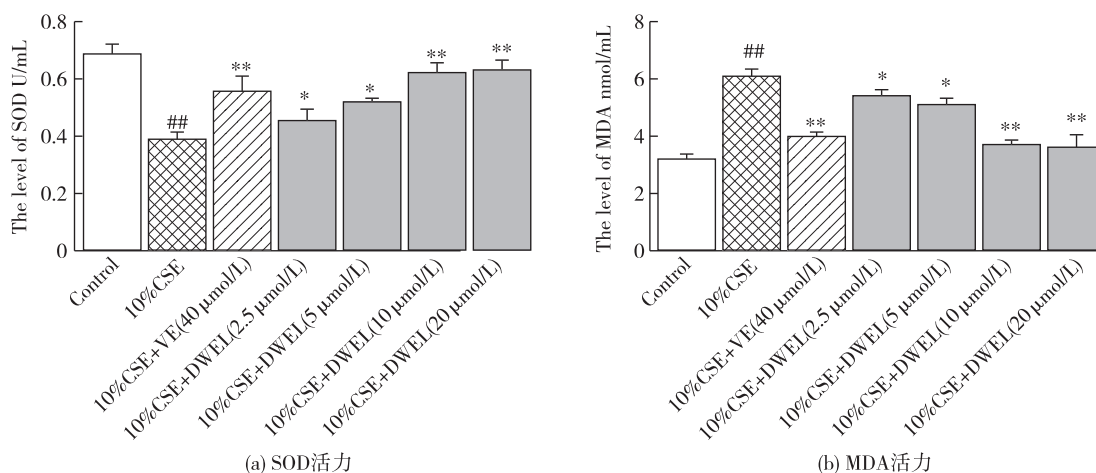 The level of SOD U/mL
0.8
0.6
0.4
0.2
0
##
**
*
*
**
**
Control
10%CSE
10%CSE+VE(40 μmol/L)
10%CSE+DWEL(2.5 μmol/L)
10%CSE+DWEL(5 μmol/L)
10%CSE+DWEL(10 μmol/L)
10%CSE+DWEL(20 μmol/L)
(a) SOD活力
The level of MDA nmol/mL
8
6
4
2
0
##
**
*
*
**
**
Control
10%CSE
10%CSE+VE(40 μmol/L)
10%CSE+DWEL(2.5 μmol/L)
10%CSE+DWEL(5 μmol/L)
10%CSE+DWEL(10 μmol/L)
10%CSE+DWEL(20 μmol/L)
(b) MDA活力